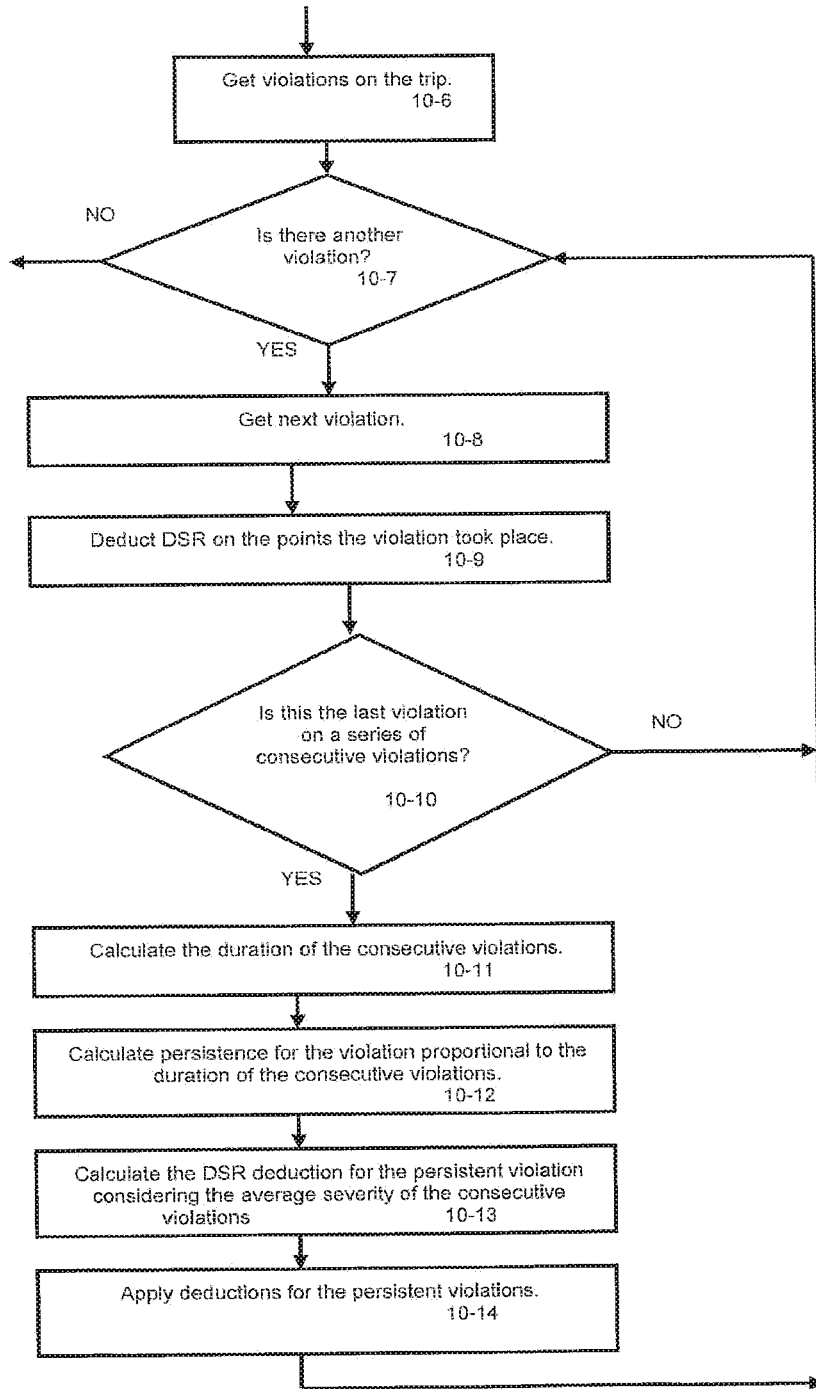 Get violations on the trip.
10-6
NO
Is there another
violation?
10-7
YES
Get next violation.
10-8
Deduct DSR on the points the violation took place.
10-9
Is this the last violation
on a series of
consecutive violations?
NO
10-10
YES
Calculate the duration of the consecutive violations.
10-11
Calculate persistence for the violation proportional to the
duration of the consecutive violations.
10-12
Calculate the DSR deduction for the persistent violation
considering the average severity of the consecutive
violations 10-13
Apply deductions for the persistent violations.
10-14